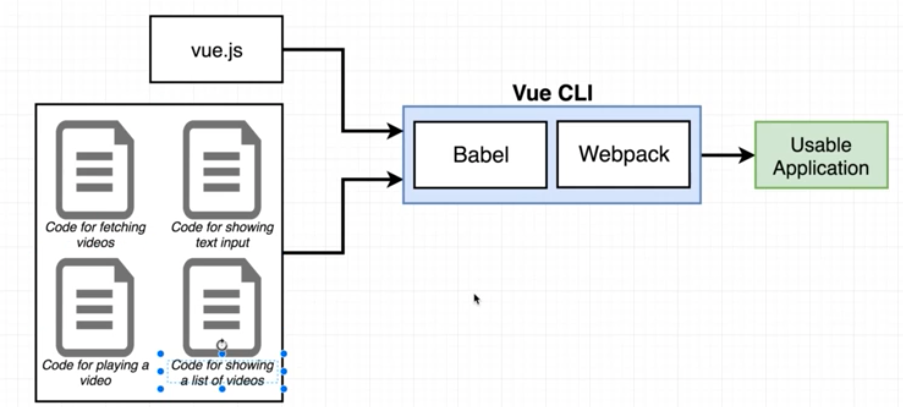 vue.js
Vue CLI
Babel
Webpack
Usable
Application
Code for fetching
videos
Code for showing
text input
Code for playing a
video
Code for showing
a list of videos